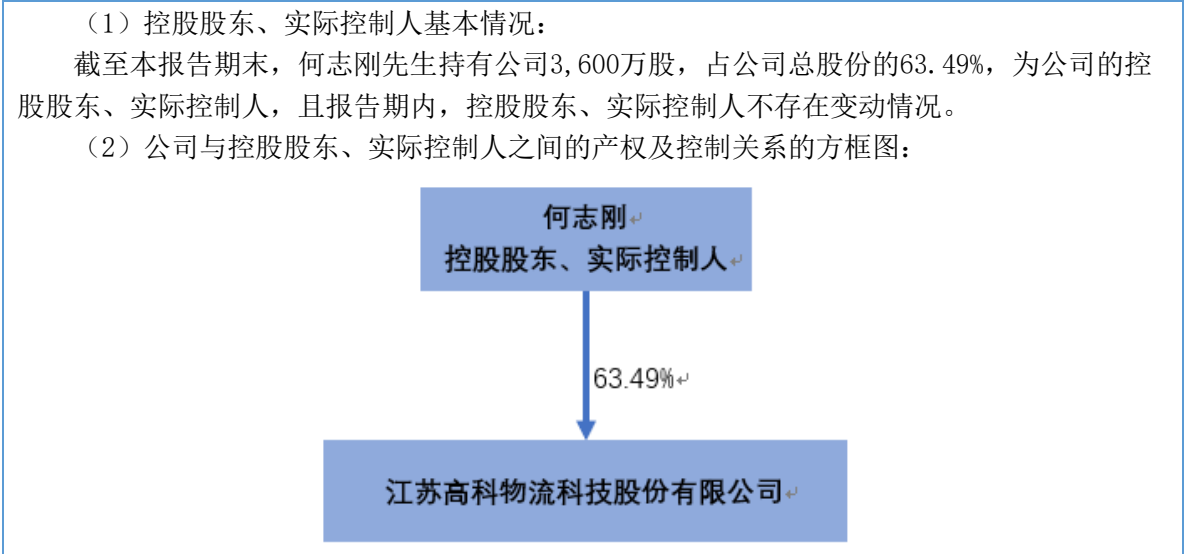 （1）控股股东、实际控制人基本情况：
截至本报告期末，何志刚先生持有公司3,600万股，占公司总股份的63.49%，为公司的控
股股东、实际控制人，且报告期内，控股股东、实际控制人不存在变动情况。
（2）公司与控股股东、实际控制人之间的产权及控制关系的方框图：
何志刚↵
控股股东、实际控制人↵
63.49%↵
江苏高科物流科技股份有限公司↵